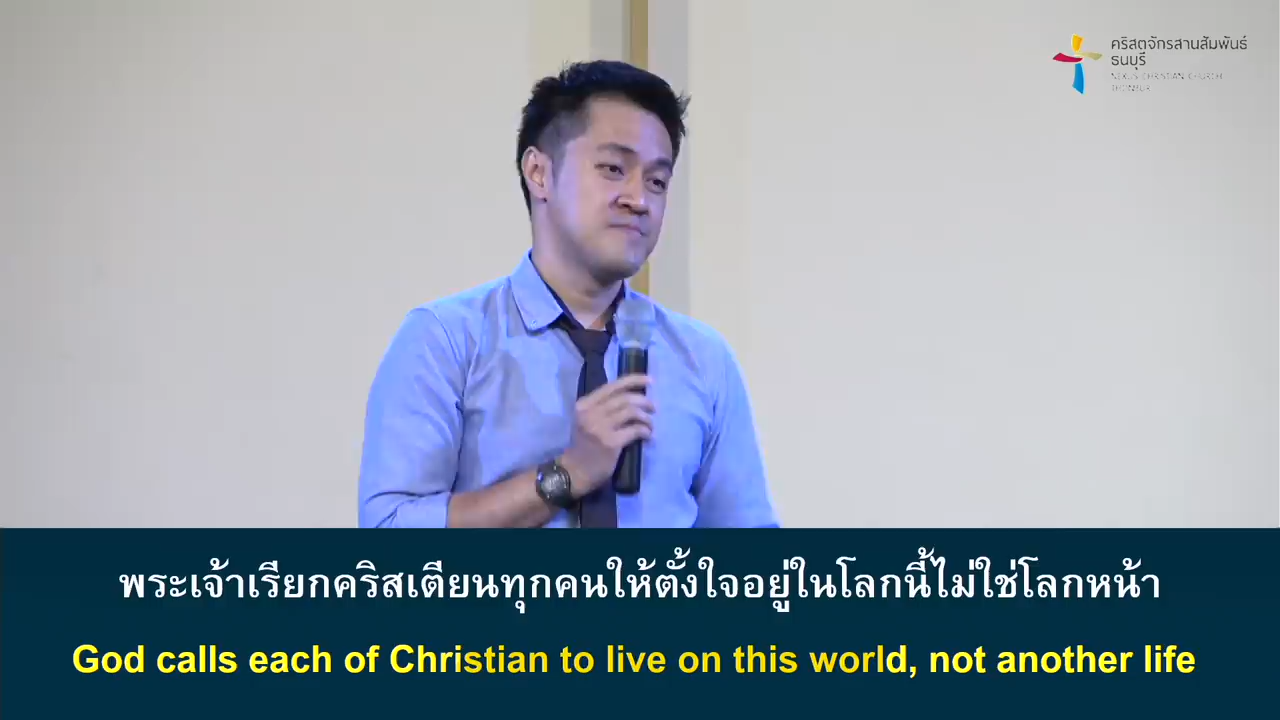 คริสตจักรสานสัมพันธ์
ธนบุรี
NEXUS CHRISTIAN CHURCH
พระเจ้าเรียกคริสเตียนทุกคนให้ตั้งใจอยู่ในโลกนี้ไม่ใช่โลกหน้า
God calls each of Christian to live on this world, not another life